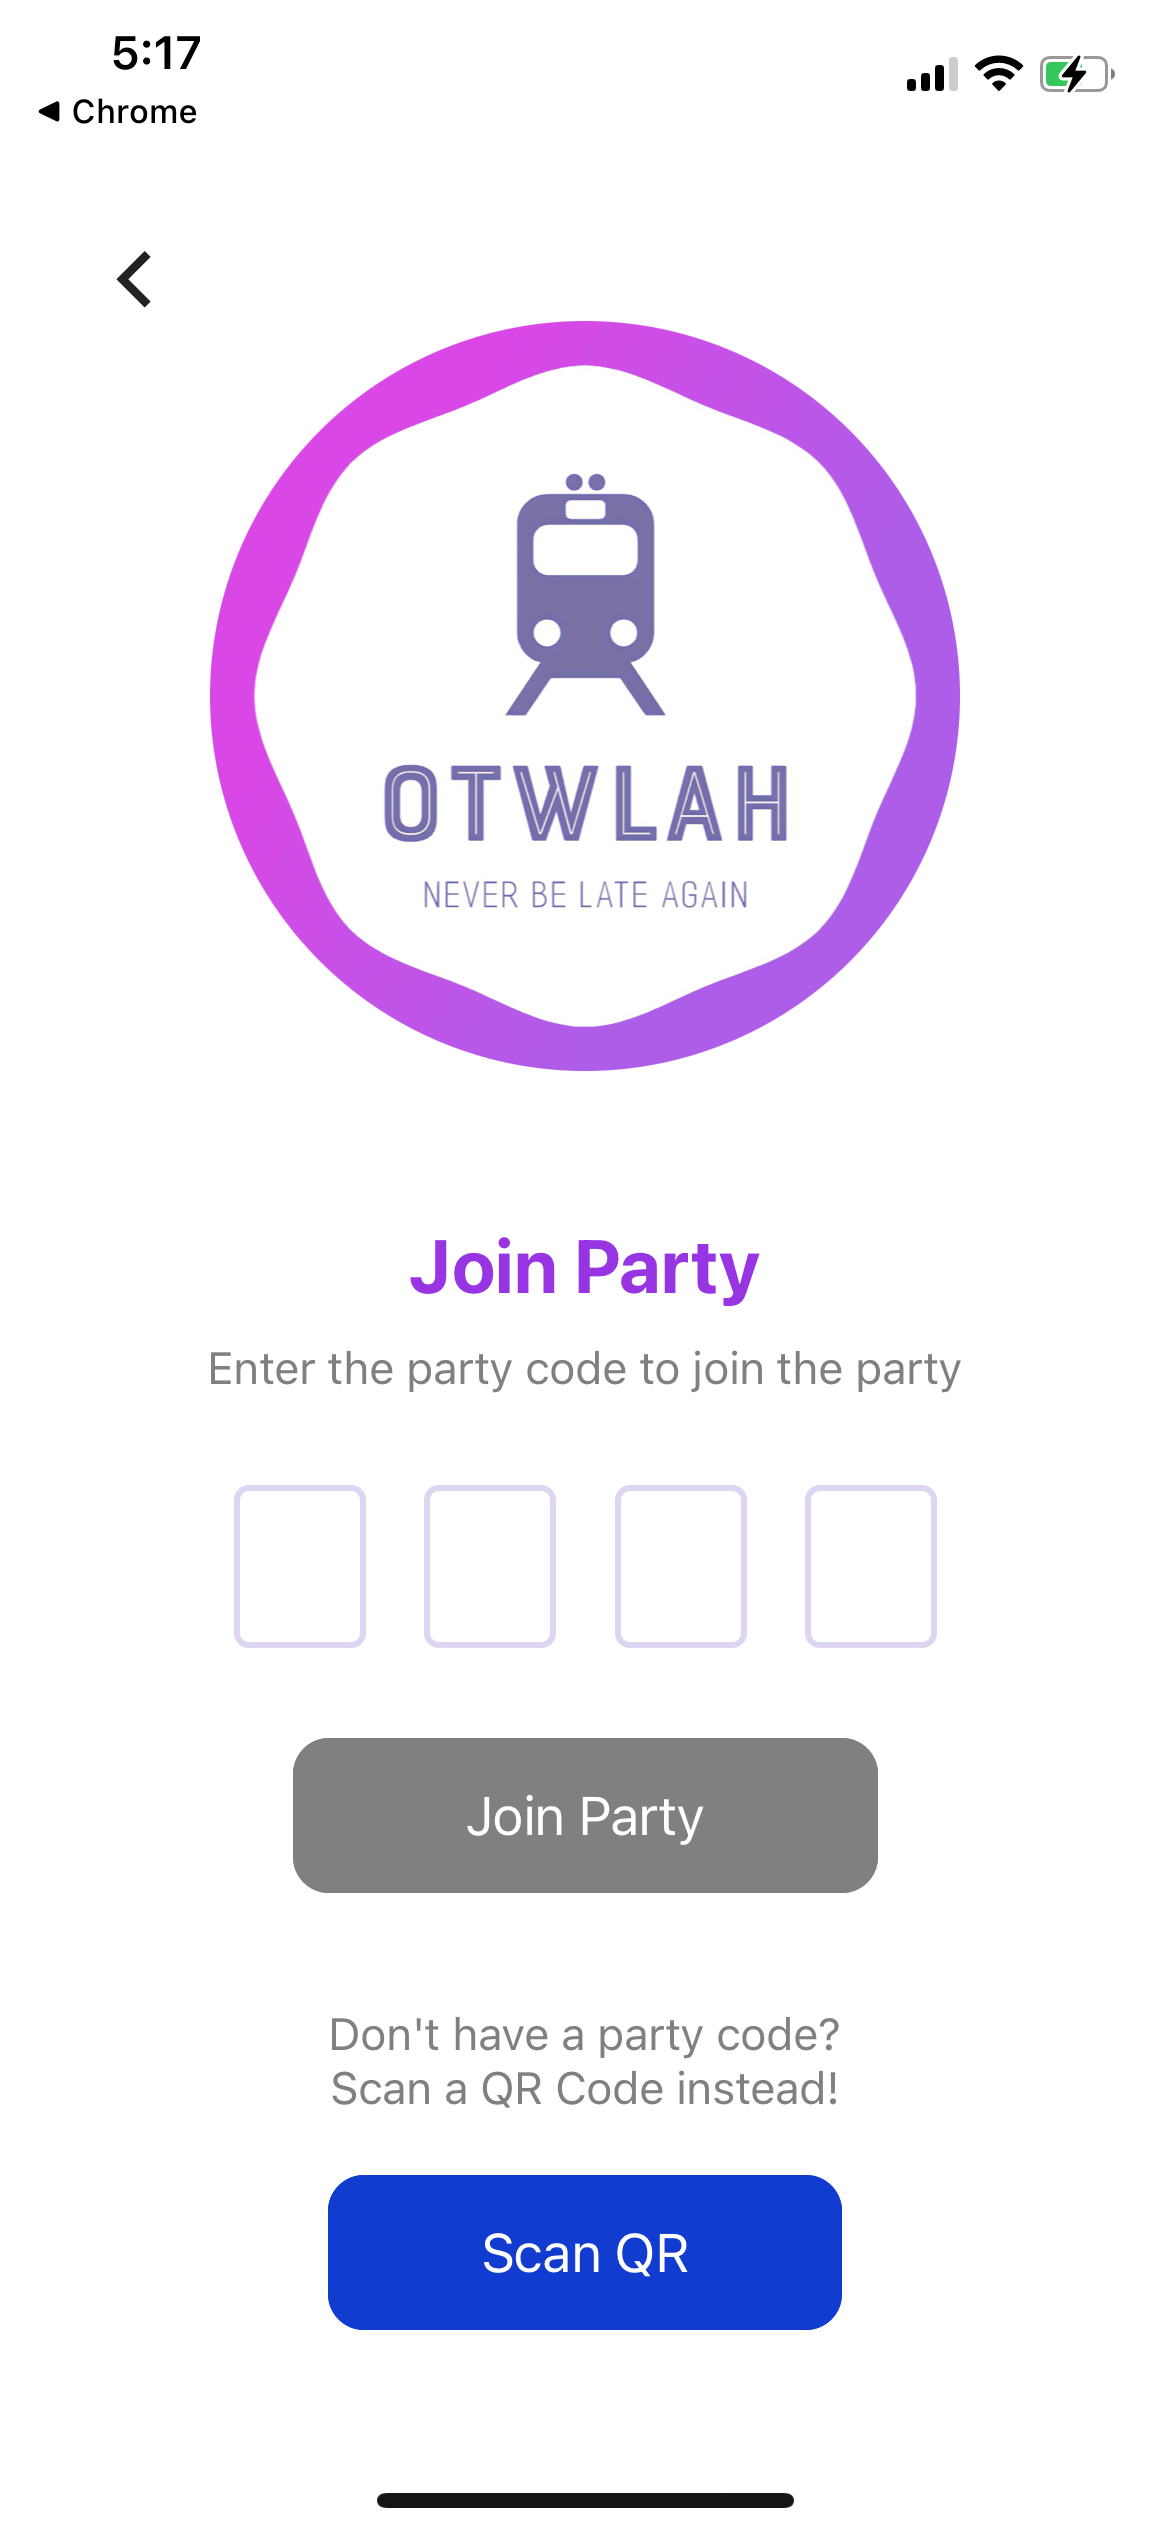 5:17
Chrome
OTWLAH
NEVER BE LATE AGAIN
Join Party
Enter the party code to join the party
Join Party
Don't have a party code?
Scan a QR Code instead!
Scan QR